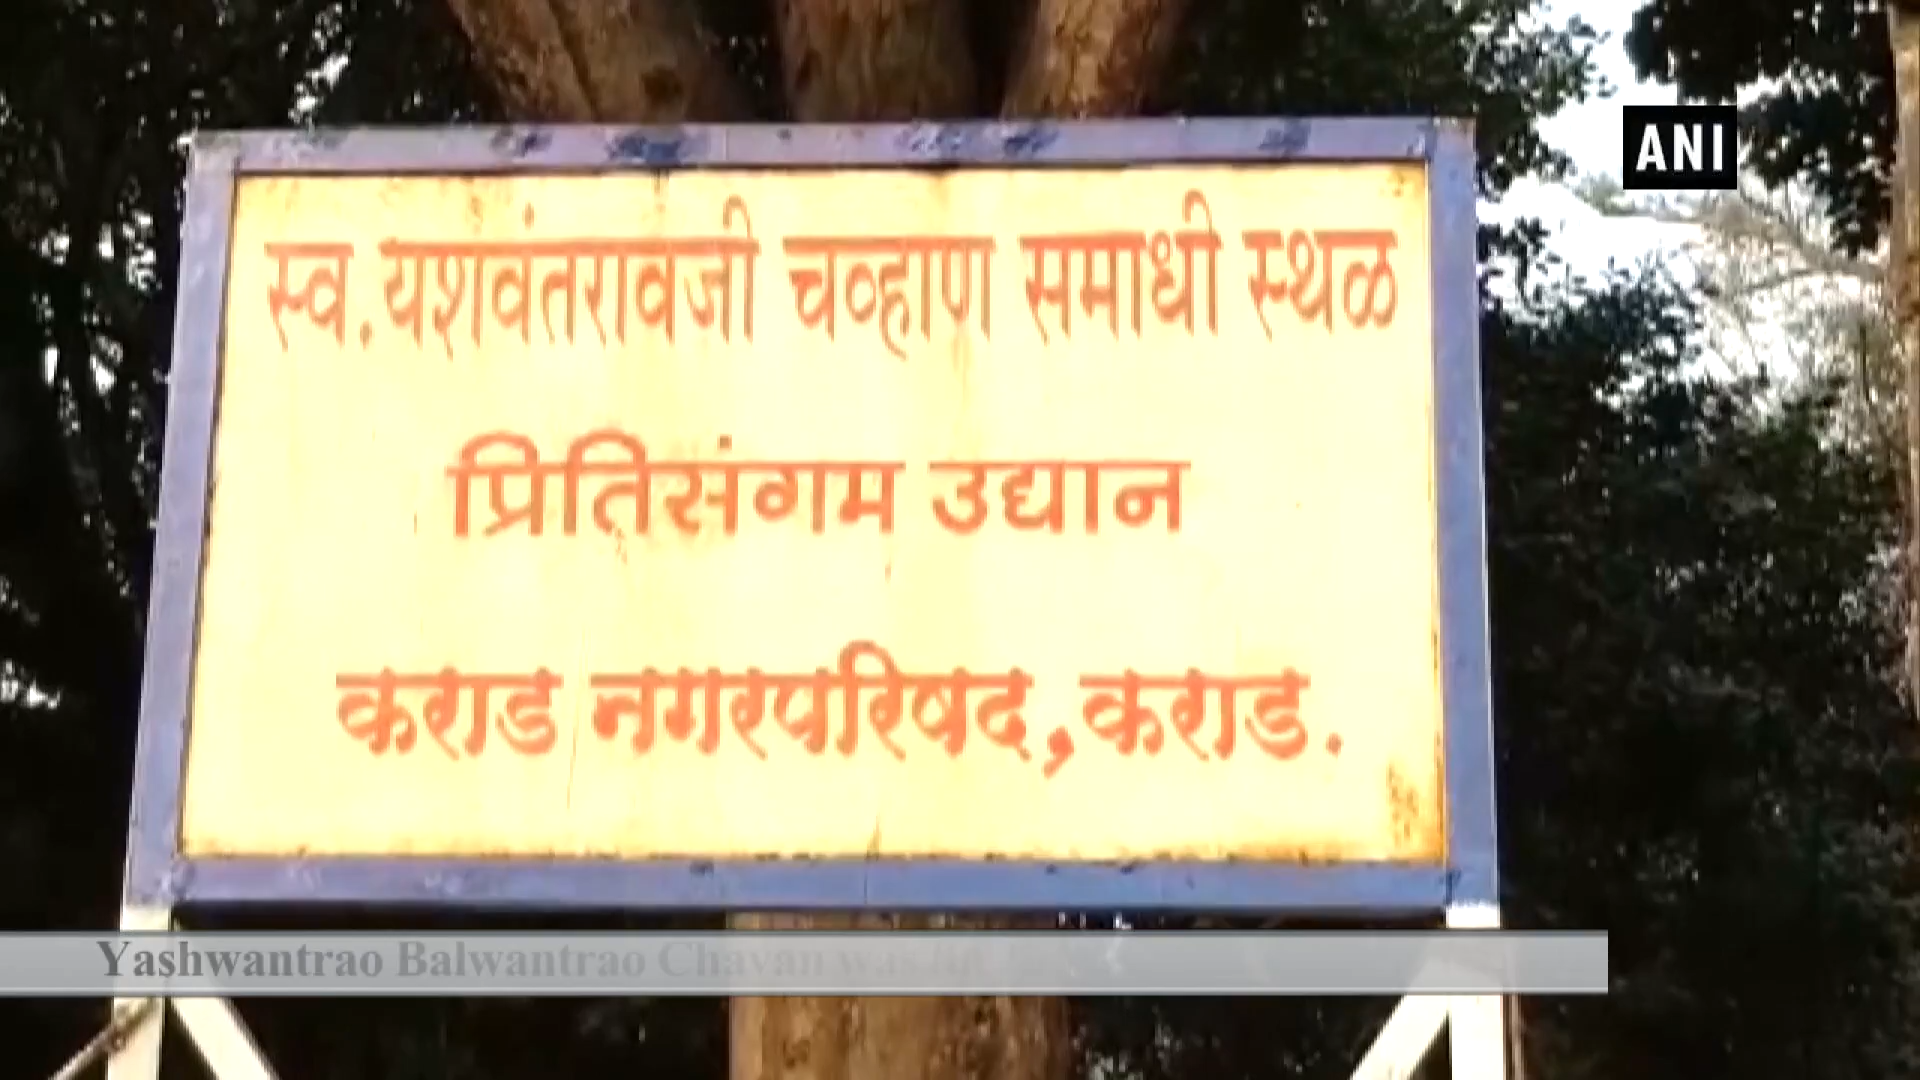 ANI
स्व.यशवंतरावजी चव्हाण समाधी स्थळ
प्रितिसंगम उद्यान
कराड नगरपरिषद,कराड.
Yashwantrao Balwantrao Chavan was